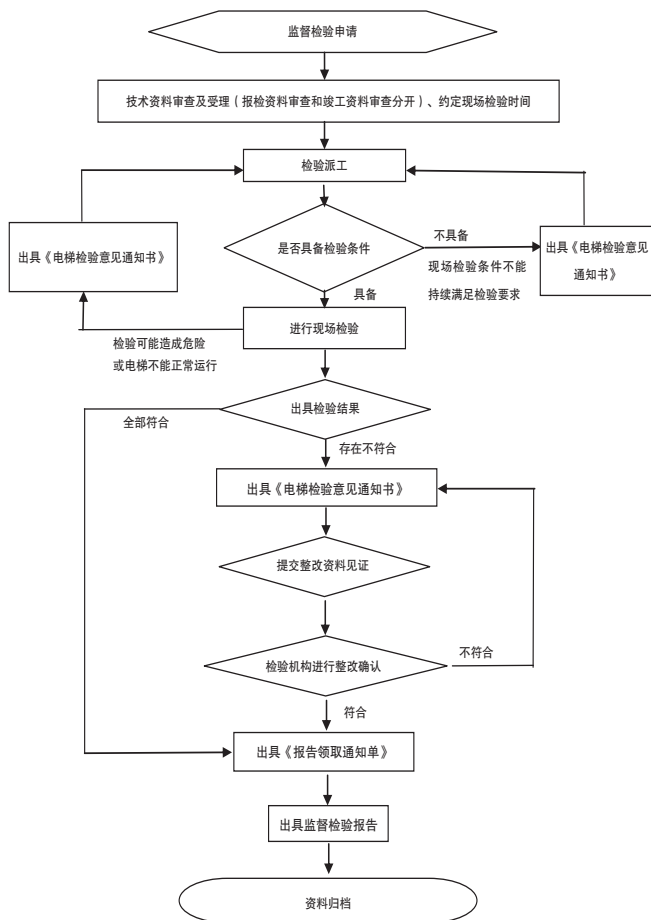 监督检验申请
技术资料审查及受理（报检资料审查和竣工资料审查分开）、约定现场检验时间
检验派工
出具《电梯检验意见通知书》
是否具备检验条件
不具备
现场检验条件不能
持续满足检验要求
出具《电梯检验意见
通知书》
具备
进行现场检验
检验可能造成危险
或电梯不能正常运行
出具检验结果
全部符合
存在不符合
出具《电梯检验意见通知书》
提交整改资料见证
检验机构进行整改确认
不符合
符合
出具《报告领取通知单》
出具监督检验报告
资料归档